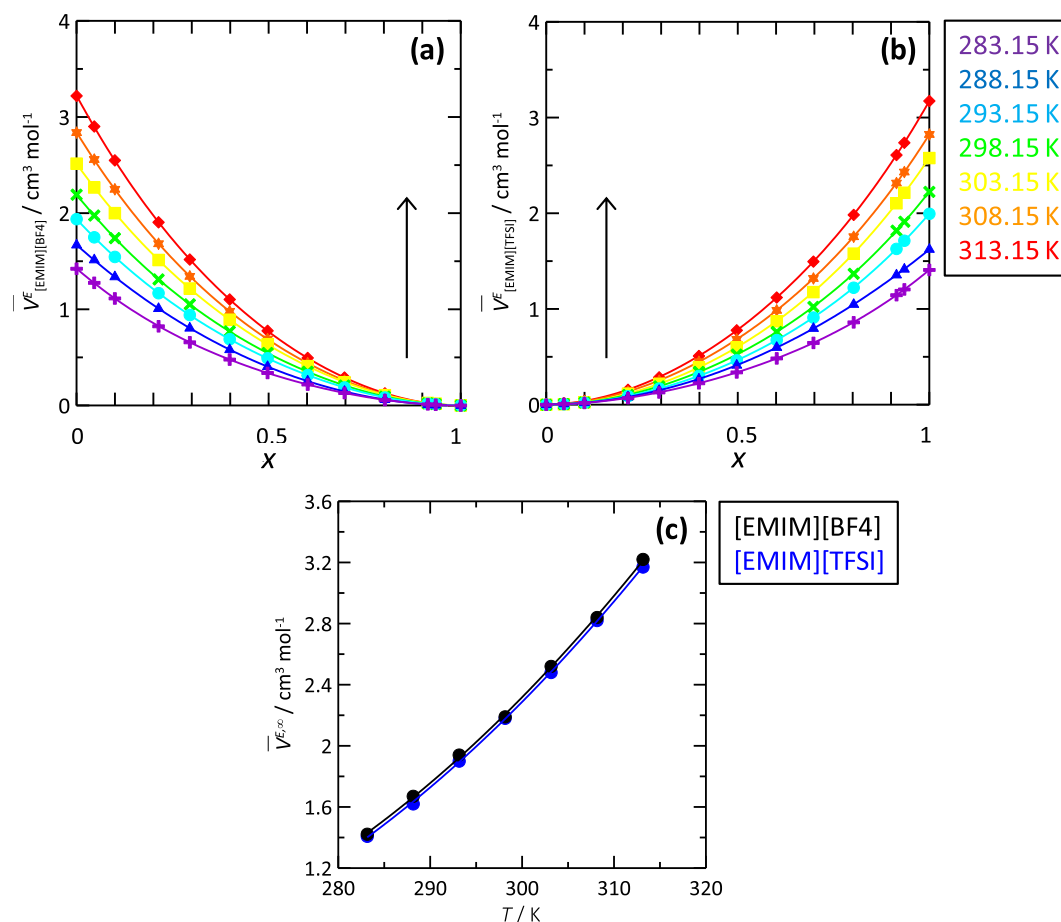 (a)
4
3
2
1
0
V̅ᴱ[EMIM][BF4] / cm³ mol⁻¹
0
0.5
1
x
(b)
4
3
2
1
0
V̅ᴱ[EMIM][TFSI] / cm³ mol⁻¹
0
0.5
1
x
283.15 K
288.15 K
293.15 K
298.15 K
303.15 K
308.15 K
313.15 K
(c)
3.6
3.2
2.8
2.4
2
1.6
1.2
V̅ᴱ,∞ / cm³ mol⁻¹
280
290
300
310
320
T / K
[EMIM][BF4]
[EMIM][TFSI]